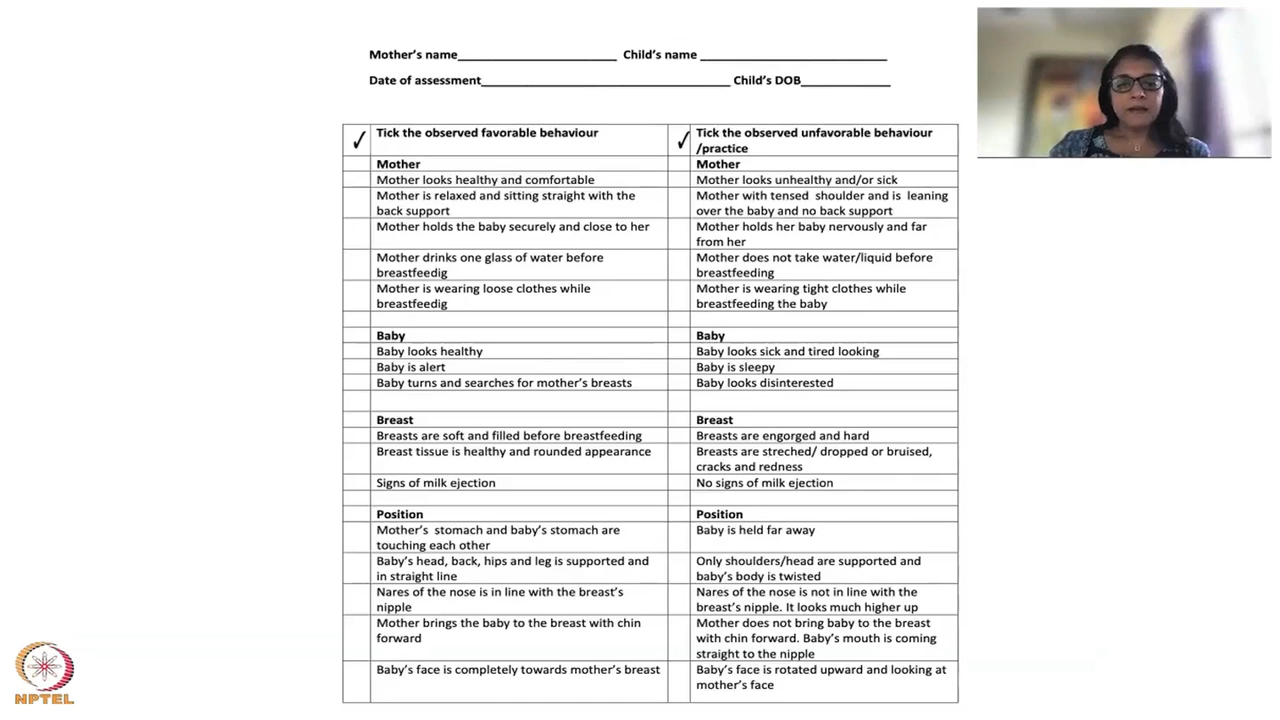 Mother's name____________________ Child's name ________________________
Date of assessment________________________________ Child's DOB____________
✓ Tick the observed favorable behaviour
✓ Tick the observed unfavorable behaviour
/practice
Mother
Mother
Mother looks healthy and comfortable
Mother looks unhealthy and/or sick
Mother is relaxed and sitting straight with the
back support
Mother with tensed shoulder and is leaning
over the baby and no back support
Mother holds the baby securely and close to her
Mother holds her baby nervously and far
from her
Mother drinks one glass of water before
breastfeedig
Mother does not take water/liquid before
breastfeeding
Mother is wearing loose clothes while
breastfeedig
Mother is wearing tight clothes while
breastfeeding the baby
Baby
Baby
Baby looks healthy
Baby looks sick and tired looking
Baby is alert
Baby is sleepy
Baby turns and searches for mother's breasts
Baby looks disinterested
Breast
Breast
Breasts are soft and filled before breastfeeding
Breasts are engorged and hard
Breast tissue is healthy and rounded appearance
Breasts are streched/ dropped or bruised,
cracks and redness
Signs of milk ejection
No signs of milk ejection
Position
Position
Mother's stomach and baby's stomach are
touching each other
Baby is held far away
Baby's head, back, hips and leg is supported and
in straight line
Only shoulders/head are supported and
baby's body is twisted
Nares of the nose is in line with the breast's
nipple
Nares of the nose is not in line with the
breast's nipple. It looks much higher up
Mother brings the baby to the breast with chin
forward
Mother does not bring baby to the breast
with chin forward. Baby's mouth is coming
straight to the nipple
Baby's face is completely towards mother's breast
Baby's face is rotated upward and looking at
mother's face
NPTEL